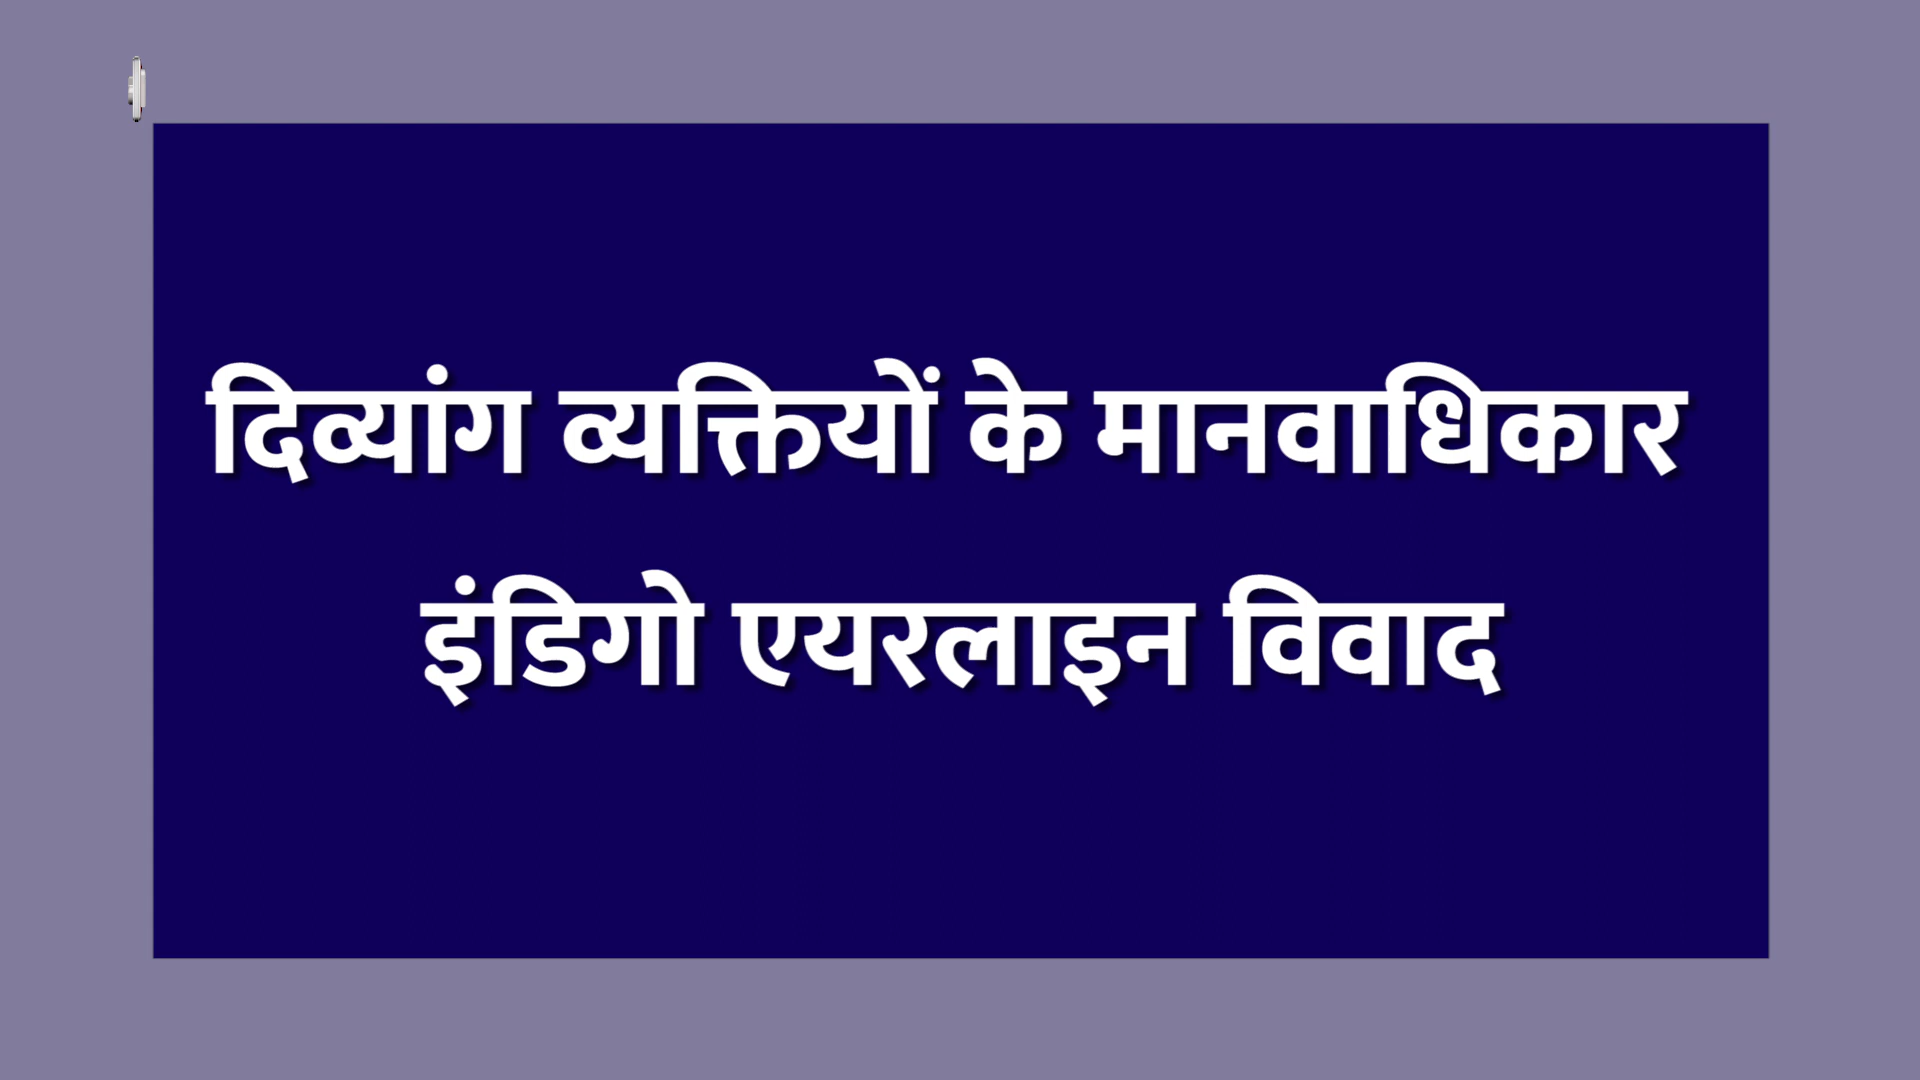 दिव्यांग व्यक्तियों के मानवाधिकार
इंडिगो एयरलाइन विवाद